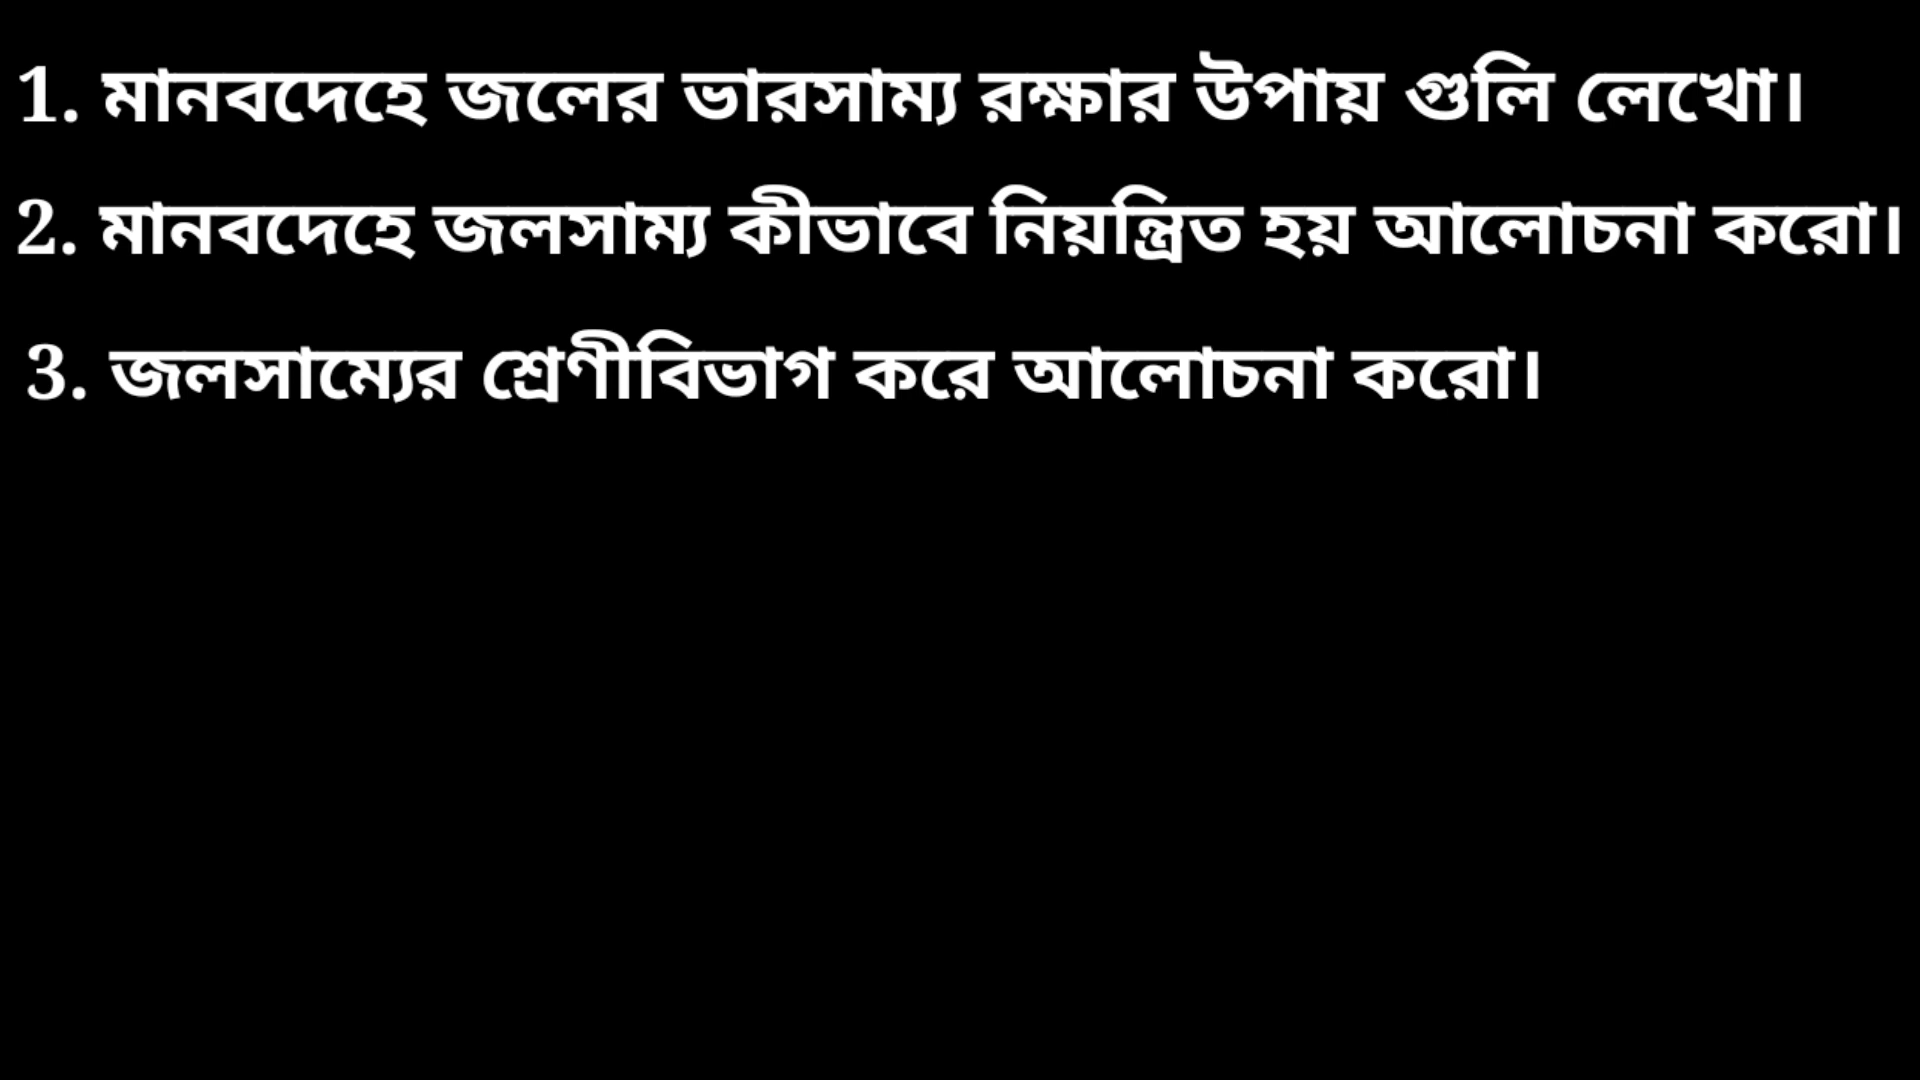 1. মানবদেহে জলের ভারসাম্য রক্ষার উপায় গুলি লেখো।
2. মানবদেহে জলসাম্য কীভাবে নিয়ন্ত্রিত হয় আলোচনা করো।
3. জলসাম্যের শ্রেণীবিভাগ করে আলোচনা করো।